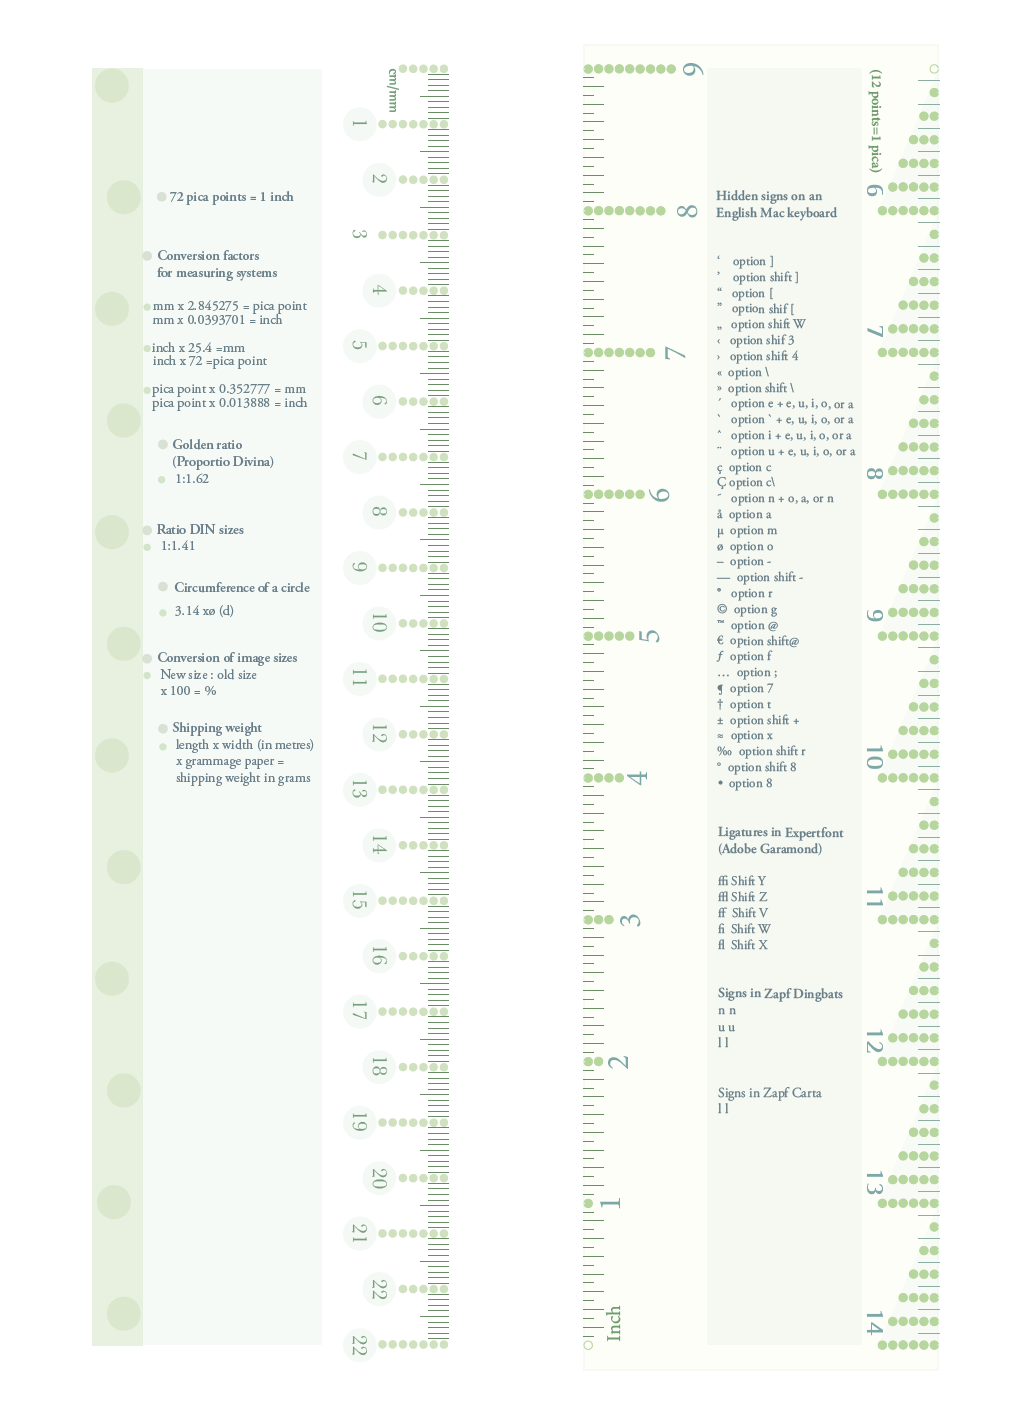 72 pica points = 1 inch
Conversion factors
for measuring systems
mm x 2.845275 = pica point
mm x 0.0393701 = inch
inch x 25.4 =mm
inch x 72 =pica point
pica point x 0.352777 = mm
pica point x 0.013888 = inch
Golden ratio
(Proportio Divina)
1:1.62
Ratio DIN sizes
1:1.41
Circumference of a circle
3.14 xø (d)
Conversion of image sizes
New size : old size
x 100 = %
Shipping weight
length x width (in metres)
x grammage paper =
shipping weight in grams
cm/mm
1
2
3
4
5
6
7
8
9
10
11
12
13
14
15
16
17
18
19
20
21
22
22
9
8
7
6
5
4
3
2
1
Inch
Hidden signs on an
English Mac keyboard
‘ option ]
’ option shift ]
“ option [
” option shif [
„ option shift W
‹ option shif 3
› option shift 4
« option \
» option shift \
´ option e + e, u, i, o, or a
` option ` + e, u, i, o, or a
ˆ option i + e, u, i, o, or a
¨ option u + e, u, i, o, or a
ç option c
Ç option c\
˜ option n + o, a, or n
å option a
µ option m
ø option o
– option -
— option shift -
® option r
© option g
™ option @
€ option shift@
ƒ option f
… option ;
¶ option 7
† option t
± option shift +
≈ option x
‰ option shift r
° option shift 8
• option 8
Ligatures in Expertfont
(Adobe Garamond)
ffi Shift Y
ffl Shift Z
ff Shift V
fi Shift W
fl Shift X
Signs in Zapf Dingbats
n n
u u
l l
Signs in Zapf Carta
l l
(12 points=1 pica)
6
7
8
9
10
11
12
13
14